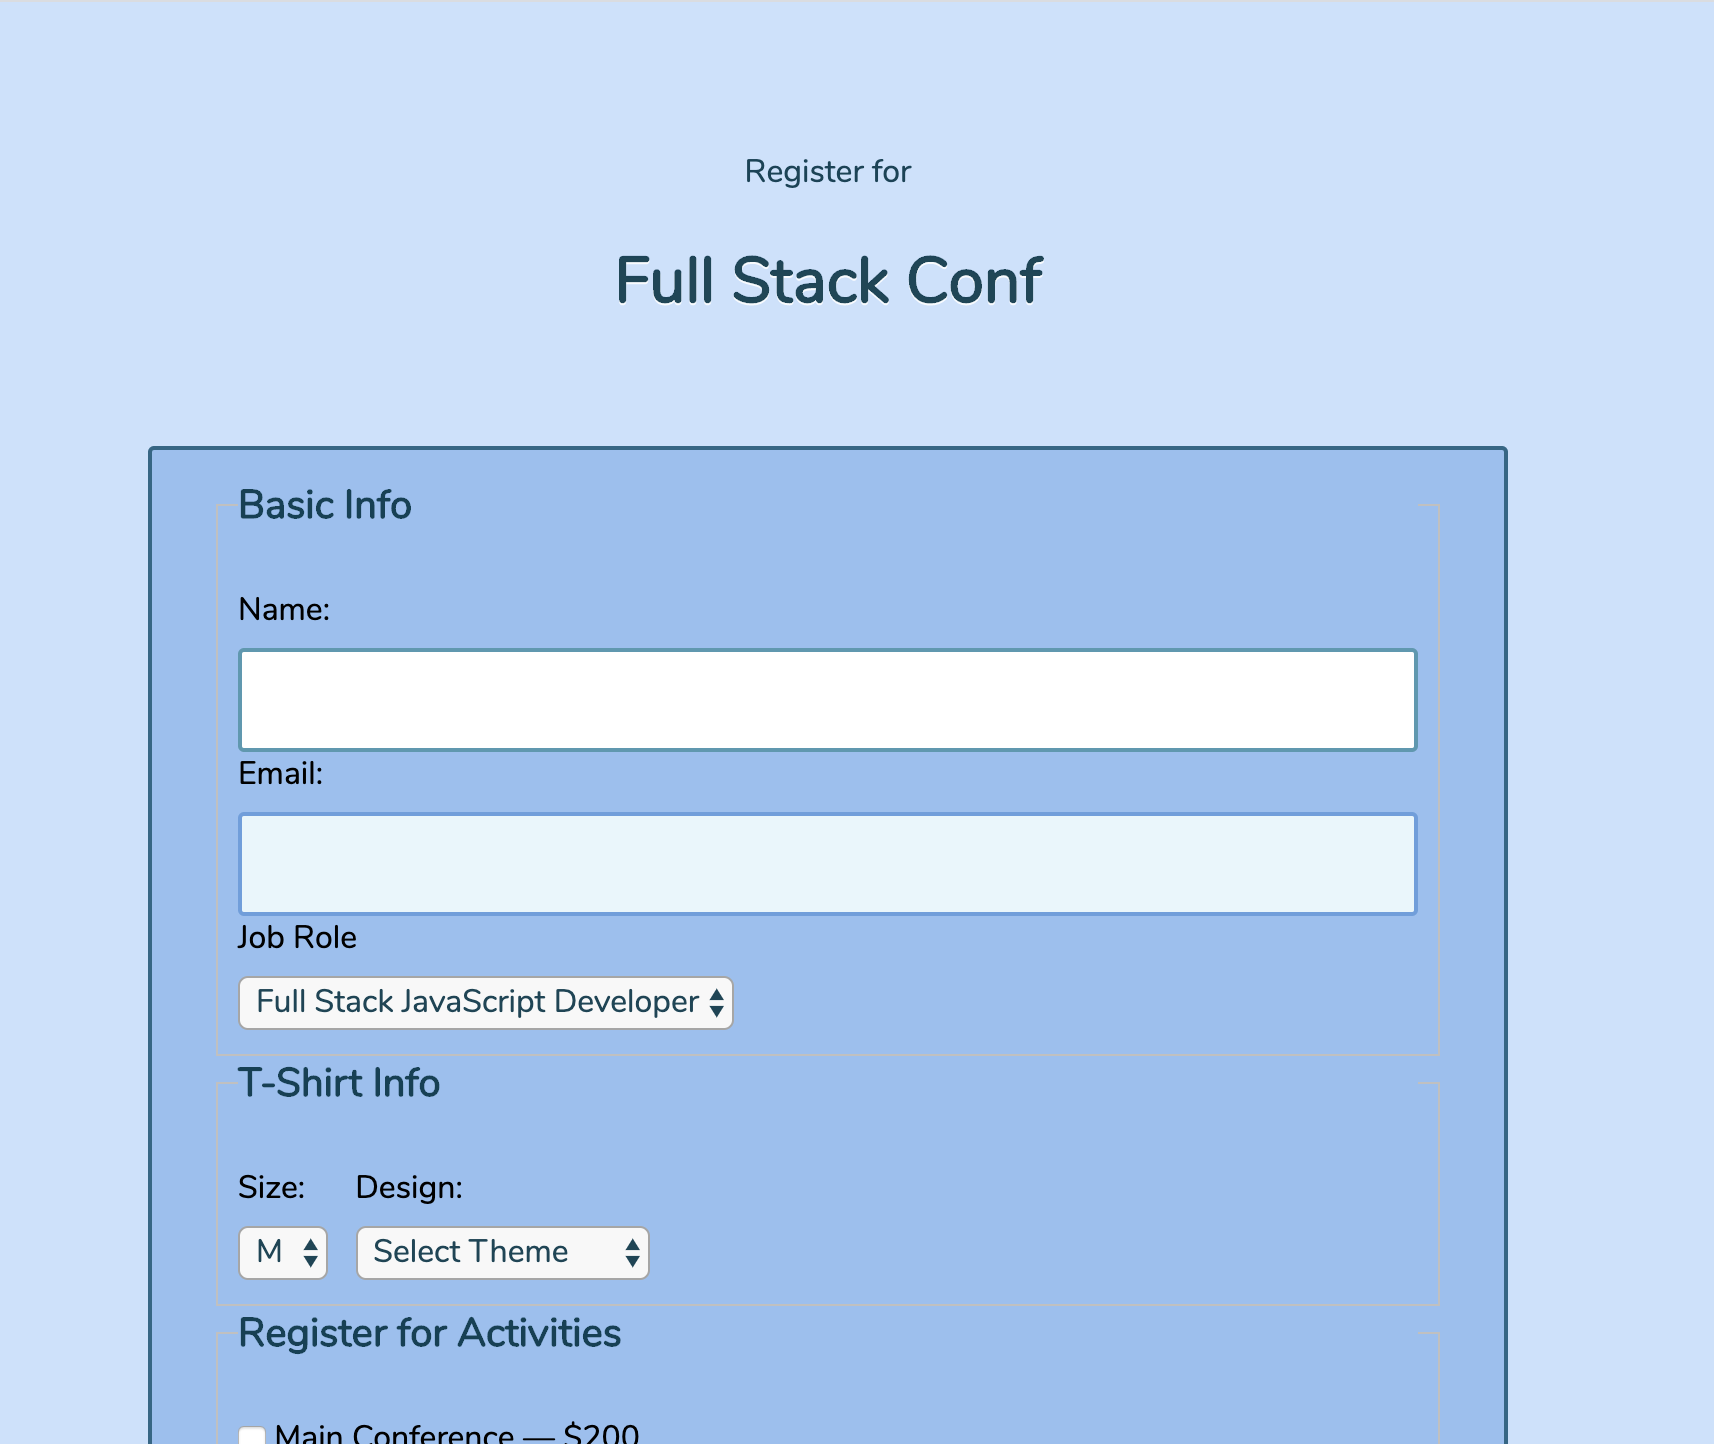 Register for
Full Stack Conf
Basic Info
Name:
Email:
Job Role
Full Stack JavaScript Developer
T-Shirt Info
Size: Design:
M Select Theme
Register for Activities
Main Conference — $200